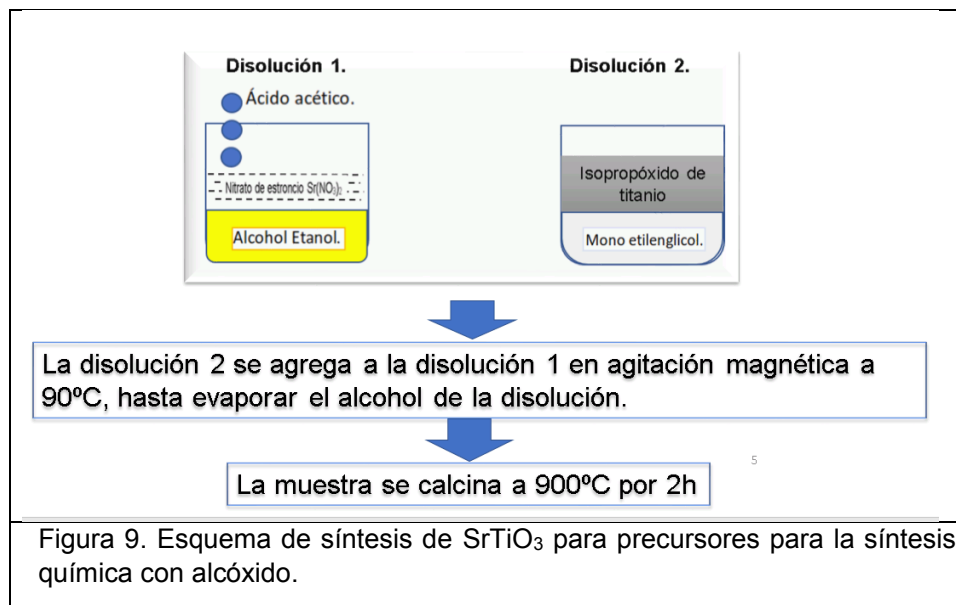 Disolución 1.
Disolución 2.
Ácido acético.
Nitrato de estroncio Sr(NO₃)₂
Alcohol Etanol.
Isopropóxido de
titanio
Mono etilenglicol.
La disolución 2 se agrega a la disolución 1 en agitación magnética a
90ºC, hasta evaporar el alcohol de la disolución.
La muestra se calcina a 900ºC por 2h
5
Figura 9. Esquema de síntesis de SrTiO₃ para precursores para la síntesis
química con alcóxido.